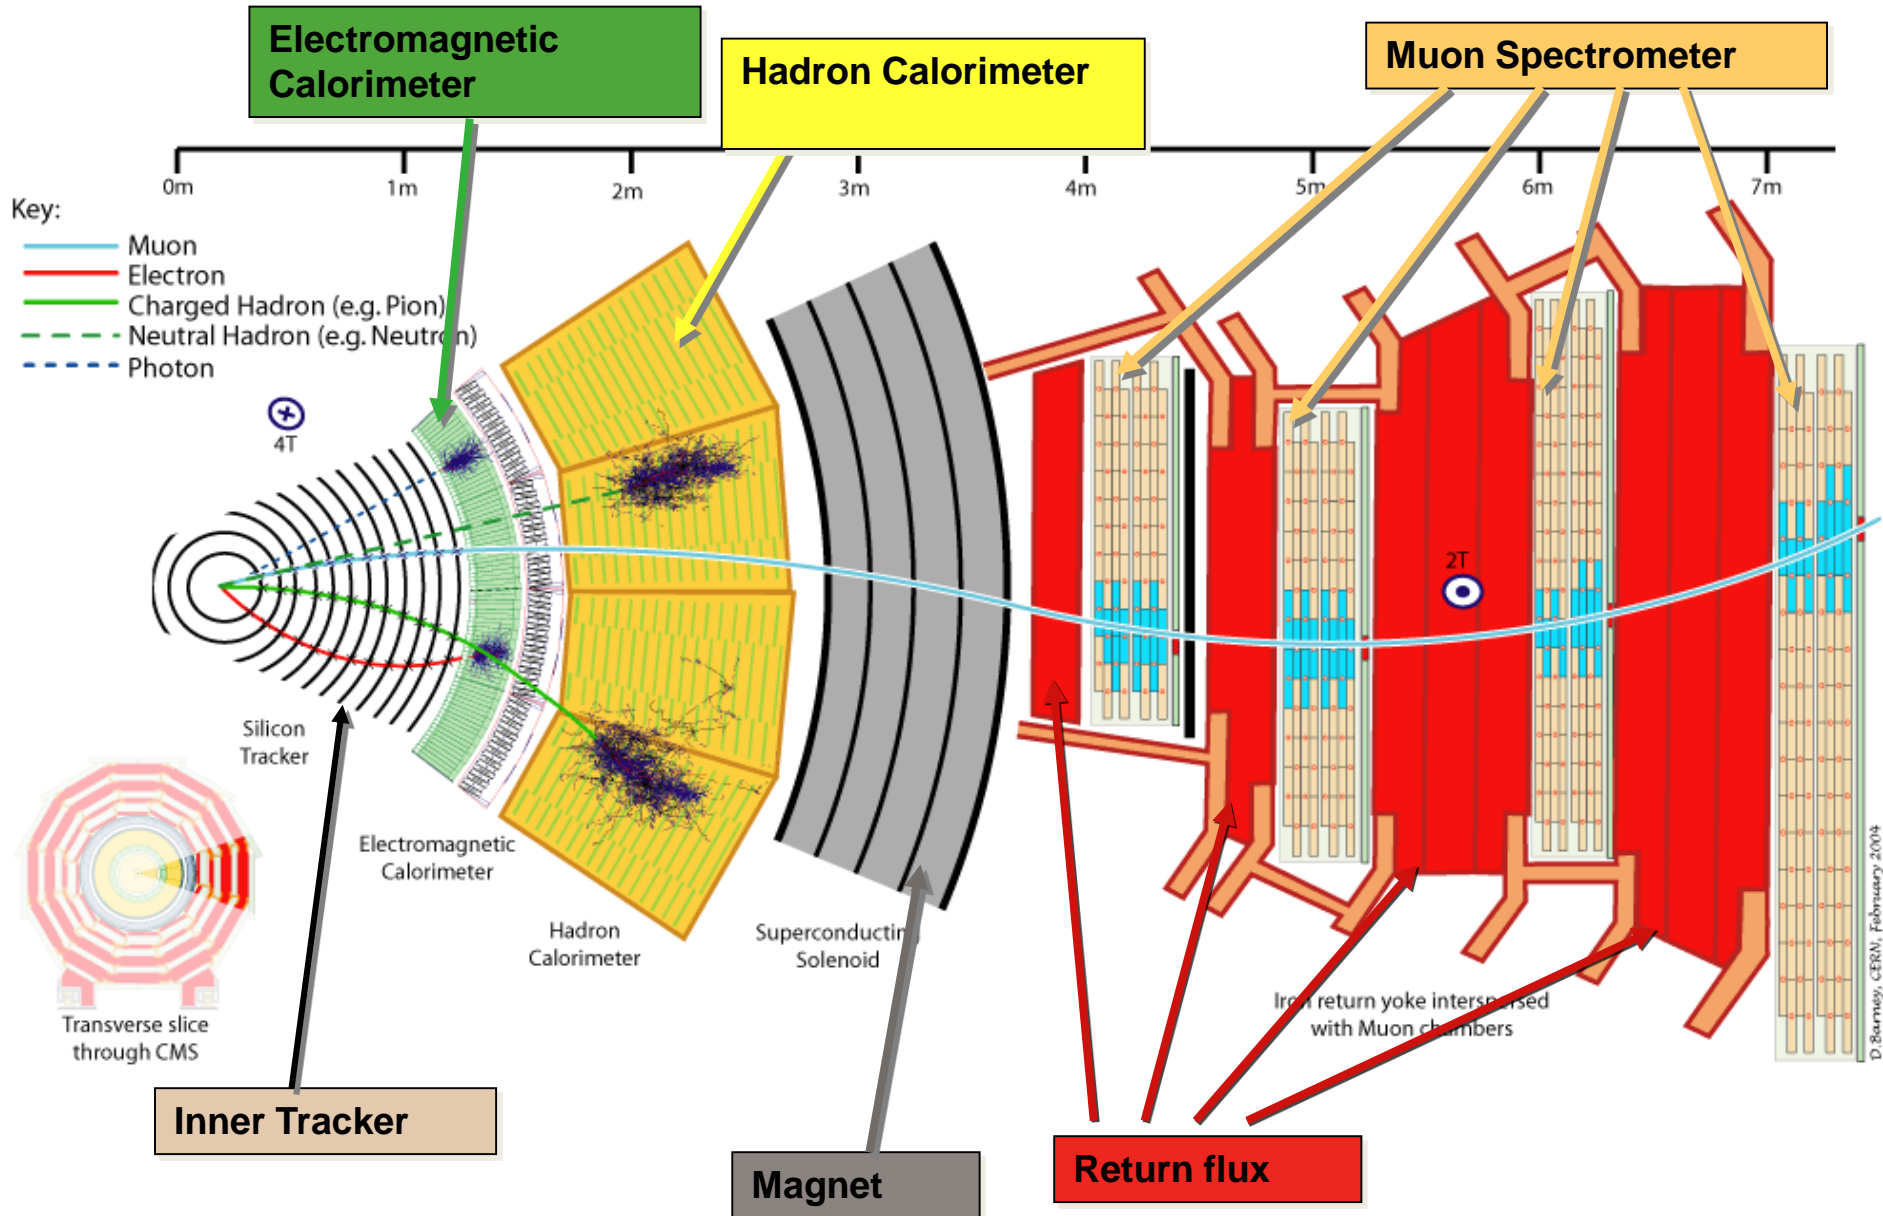 Electromagnetic
Calorimeter
Hadron Calorimeter
Muon Spectrometer
0m
1m
2m
3m
4m
5m
6m
7m
Key:
Muon
Electron
Charged Hadron (e.g. Pion)
Neutral Hadron (e.g. Neutron)
Photon
4T
2T
Silicon
Tracker
Electromagnetic
Calorimeter
Hadron
Calorimeter
Superconducting
Solenoid
Iron return yoke interspersed
with Muon chambers
Transverse slice
through CMS
D.Barney, CERN, February 2004
Inner Tracker
Magnet
Return flux